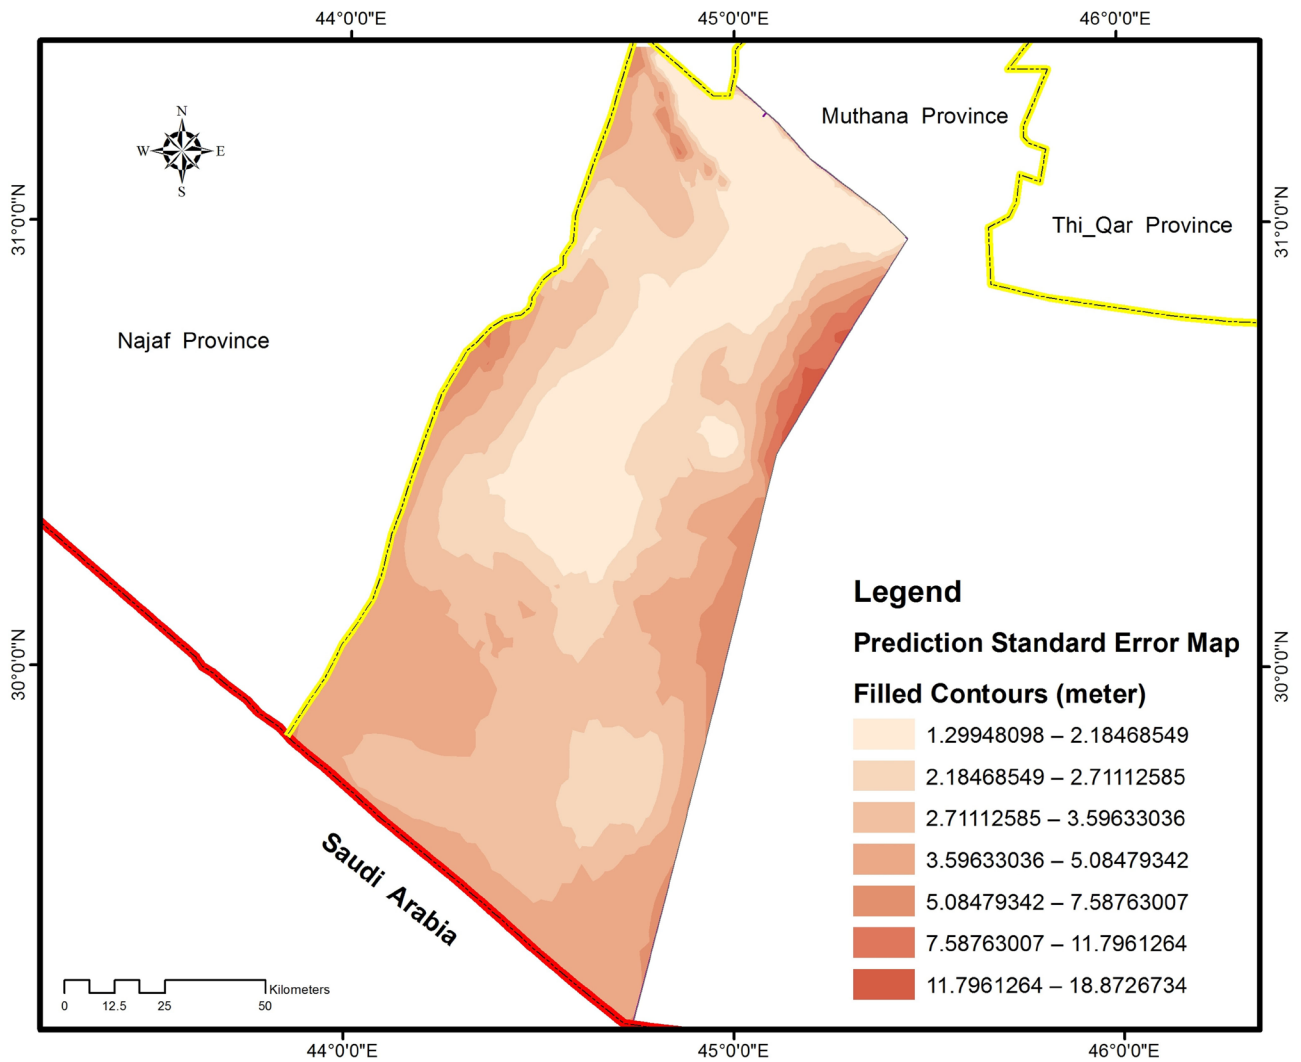 44°0'0"E 45°0'0"E 46°0'0"E
N
W E
S
Muthana Province
31°0'0"N
31°0'0"N
Thi_Qar Province
Najaf Province
Legend
Prediction Standard Error Map
30°0'0"N
30°0'0"N
Filled Contours (meter)
1.29948098 – 2.18468549
2.18468549 – 2.71112585
2.71112585 – 3.59633036
3.59633036 – 5.08479342
5.08479342 – 7.58763007
7.58763007 – 11.7961264
11.7961264 – 18.8726734
Saudi Arabia
Kilometers
0 12.5 25 50
44°0'0"E 45°0'0"E 46°0'0"E